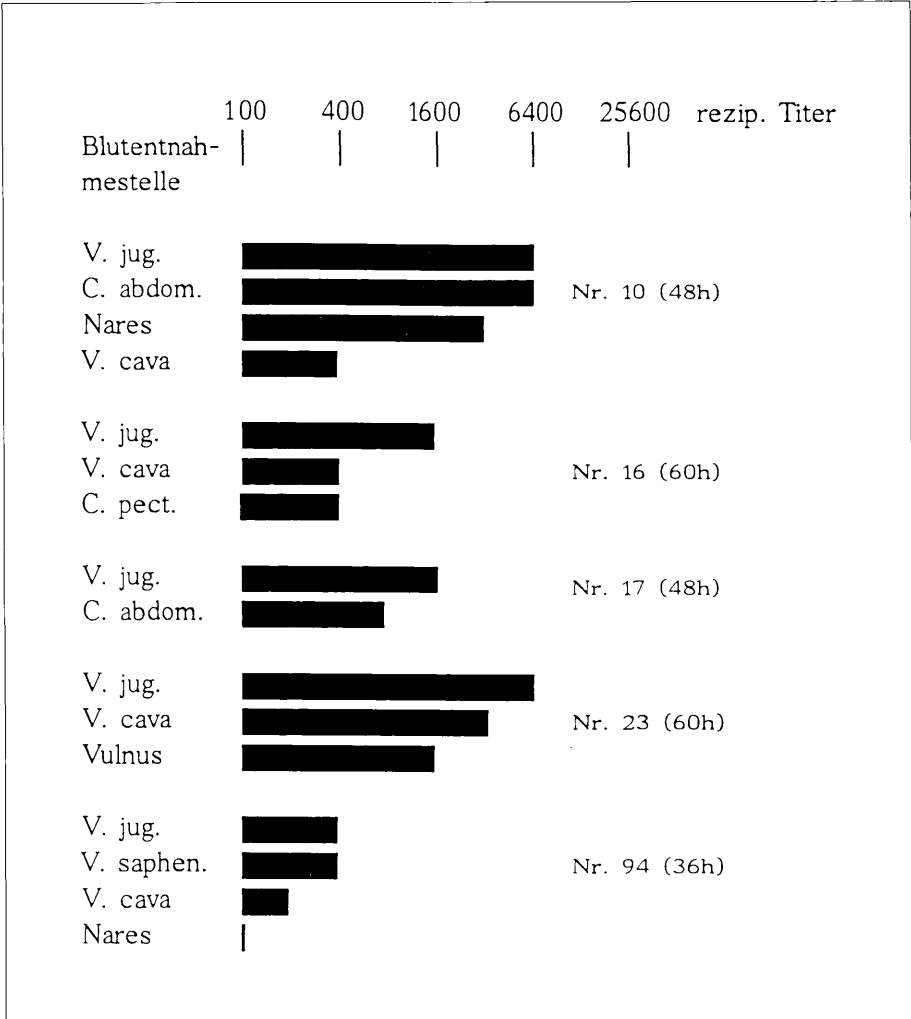 100 400 1600 6400 25600 rezip. Titer
Blutentnah-
mestelle
V. jug.
C. abdom. Nr. 10 (48h)
Nares
V. cava
V. jug.
V. cava Nr. 16 (60h)
C. pect.
V. jug. Nr. 17 (48h)
C. abdom.
V. jug.
V. cava Nr. 23 (60h)
Vulnus
V. jug.
V. saphen. Nr. 94 (36h)
V. cava
Nares